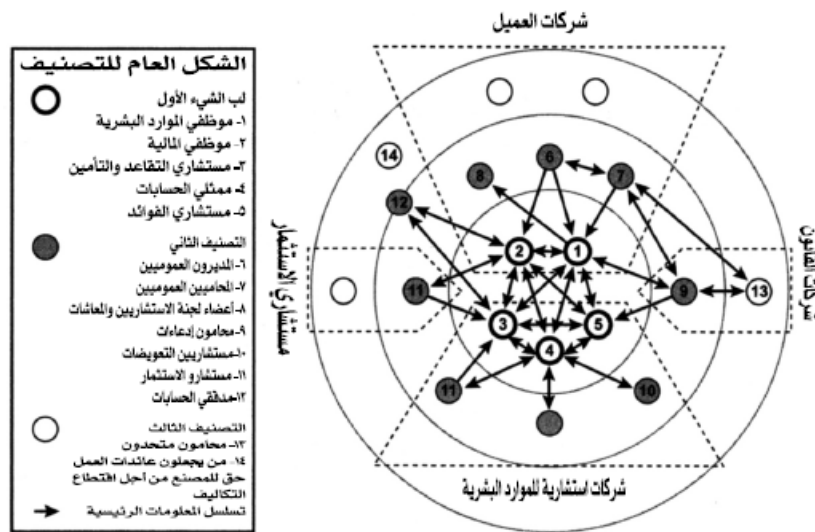 شركات العميل
الشكل العام للتصنيف
لب الشيء الأول
١- موظفي الموارد البشرية
٢- موظفي المالية
٣- مستشاري التقاعد والتأمين
٤- ممثلي الحسابات
٥- مستشاري الفوائد
التصنيف الثاني
٦- المديرون العموميين
٧- المحاميين العموميين
٨- أعضاء لجنة الاستشاريين والمعاشات
٩- محامون إدعاءات
١٠- مستشاريين التعويضات
١١- مستشارو الاستثمار
١٢- مدققي الحسابات
التصنيف الثالث
١٣- محامون متحدون
١٤- من يجعلون عائدات العمل
حق للمصنع من أجل اقتطاع
التكاليف
تسلسل المعلومات الرئيسية
مستشاري الاستثمار
شركات القانون
14
6
7
8
12
2
1
11
9
13
3
5
4
11
10
شركات استشارية للموارد البشرية